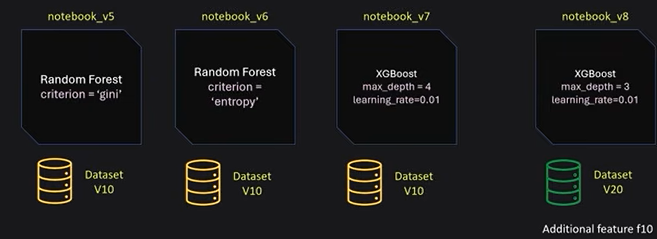 notebook_v5
notebook_v6
notebook_v7
notebook_v8
Random Forest
criterion = ‘gini’
Random Forest
criterion =
‘entropy’
XGBoost
max_depth = 4
learning_rate=0.01
XGBoost
max_depth = 3
learning_rate=0.01
Dataset
V10
Dataset
V10
Dataset
V10
Dataset
V20
Additional feature f10